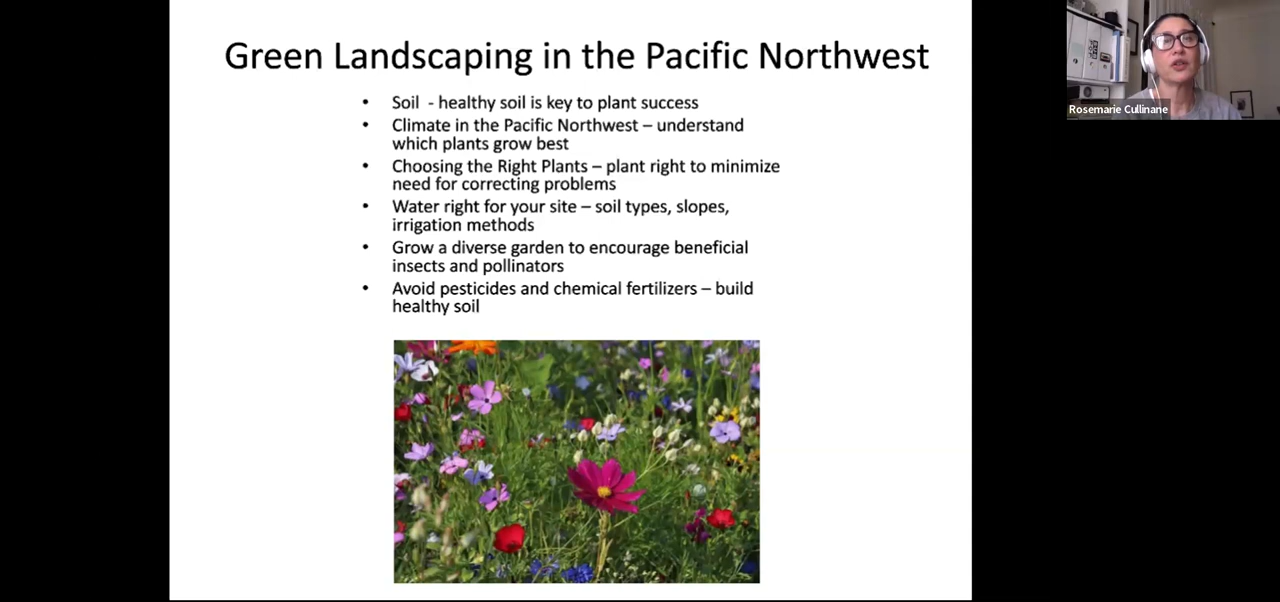 Green Landscaping in the Pacific Northwest
• Soil - healthy soil is key to plant success
• Climate in the Pacific Northwest – understand
which plants grow best
• Choosing the Right Plants – plant right to minimize
need for correcting problems
• Water right for your site – soil types, slopes,
irrigation methods
• Grow a diverse garden to encourage beneficial
insects and pollinators
• Avoid pesticides and chemical fertilizers – build
healthy soil
Rosemarie Cullinane